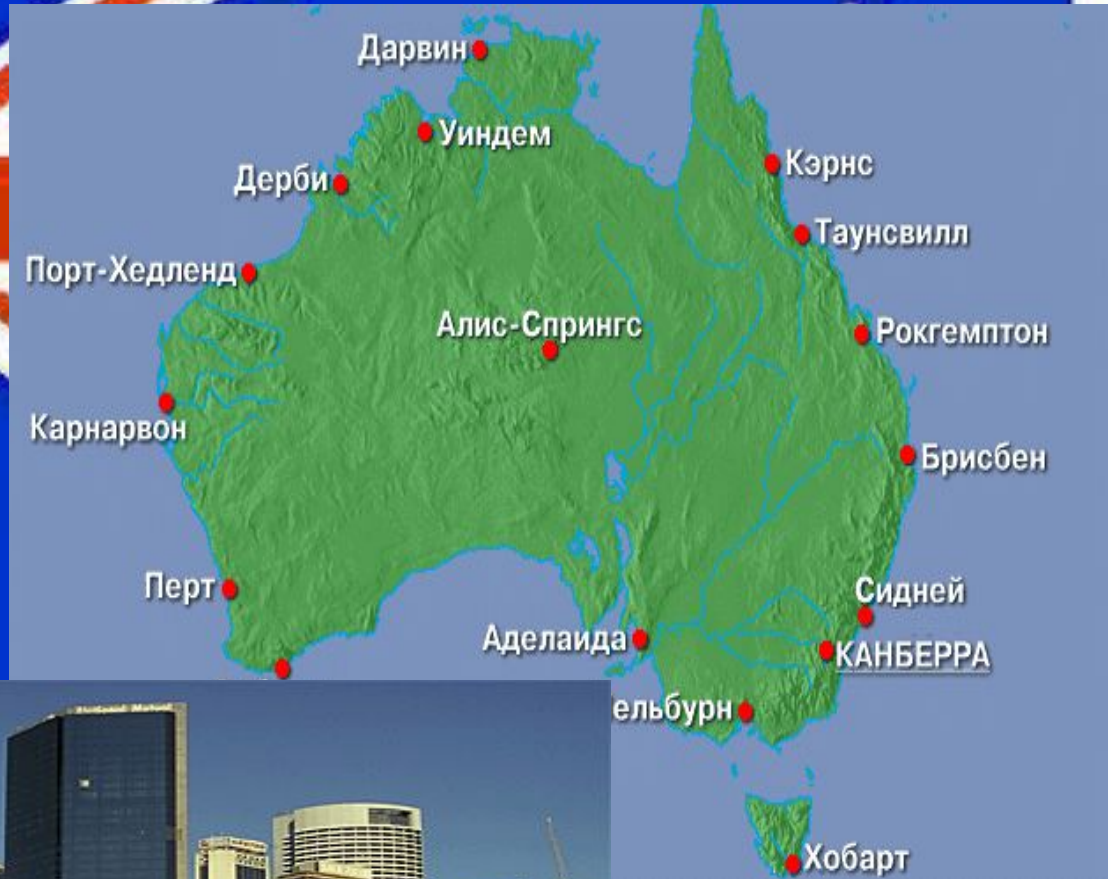 Дарвин
Уиндем
Кэрнс
Дерби
Таунсвилл
Порт-Хедленд
Алис-Спрингс
Рокгемптон
Карнарвон
Брисбен
Перт
Сидней
Аделаида
КАНБЕРРА
ельбурн
Хобарт